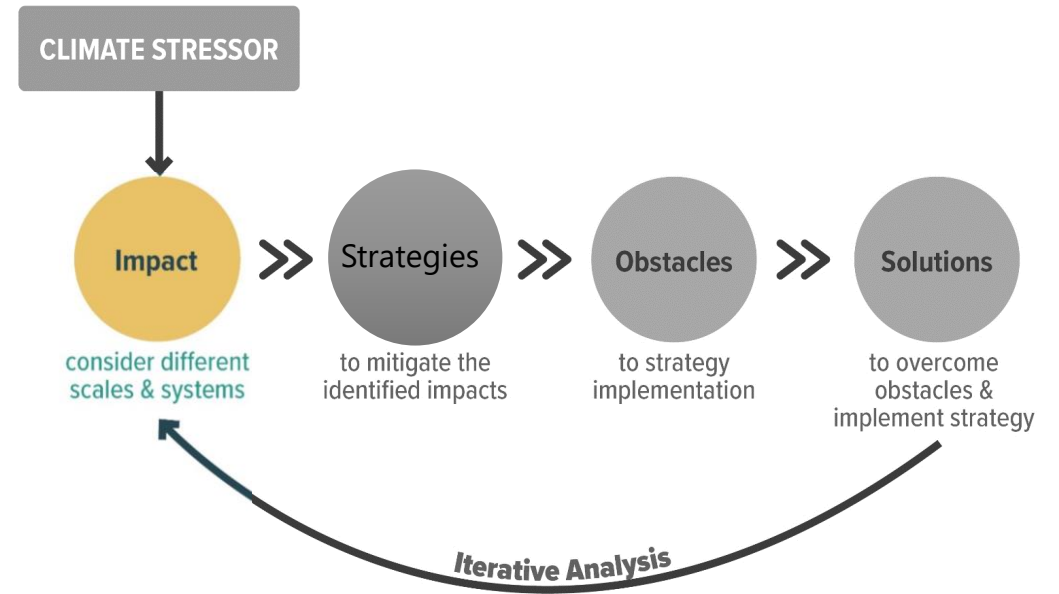 CLIMATE STRESSOR
Impact
consider different
scales & systems
Strategies
to mitigate the
identified impacts
Obstacles
to strategy
implementation
Solutions
to overcome
obstacles &
implement strategy
Iterative Analysis